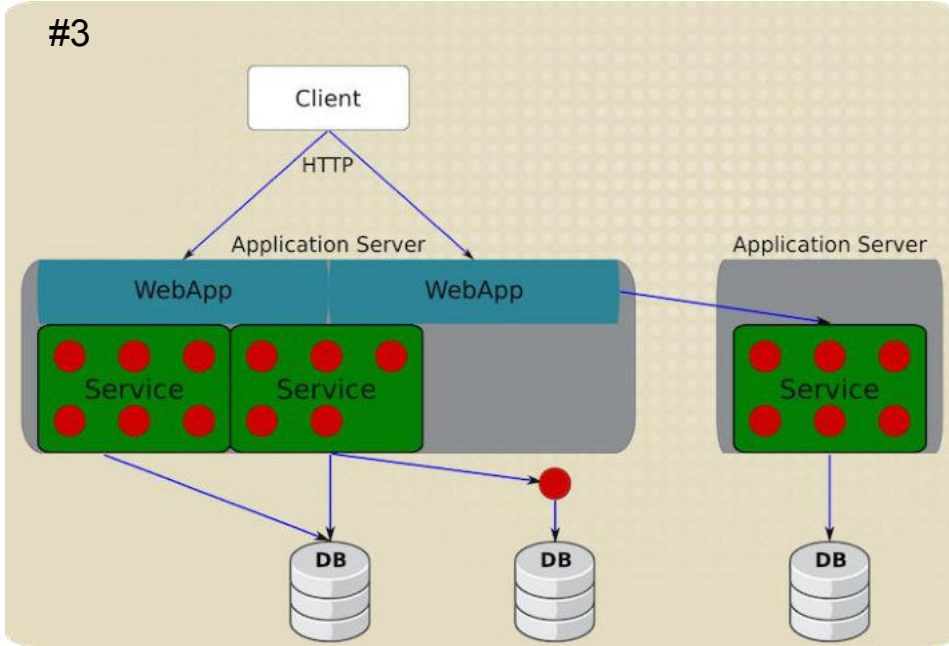 #3
Client
HTTP
Application Server
Application Server
WebApp
WebApp
Service
Service
Service
DB
DB
DB